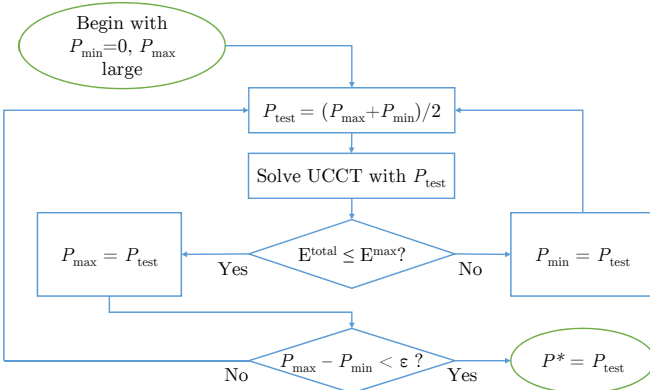 Begin with
P_min=0, P_max
large
P_test = (P_max+P_min)/2
Solve UCCT with P_test
P_max = P_test
E^total ≤ E^max?
P_min = P_test
Yes
No
P_max − P_min < ε ?
P* = P_test
No
Yes